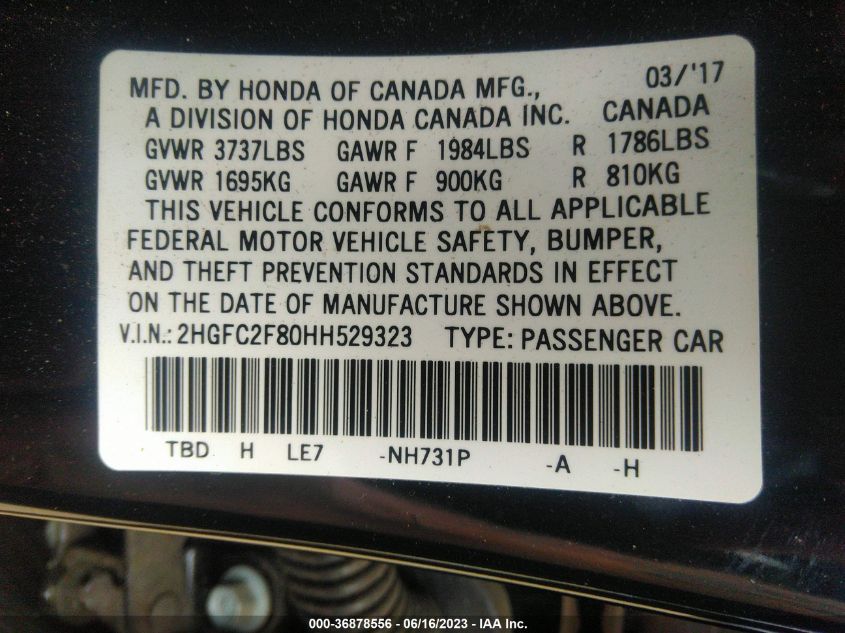 MFD. BY HONDA OF CANADA MFG., 03/'17
A DIVISION OF HONDA CANADA INC. CANADA
GVWR 3737LBS GAWR F 1984LBS R 1786LBS
GVWR 1695KG GAWR F 900KG R 810KG
THIS VEHICLE CONFORMS TO ALL APPLICABLE
FEDERAL MOTOR VEHICLE SAFETY, BUMPER,
AND THEFT PREVENTION STANDARDS IN EFFECT
ON THE DATE OF MANUFACTURE SHOWN ABOVE.
V.I.N.: 2HGFC2F80HH529323 TYPE: PASSENGER CAR
TBD H LE7 -NH731P -A -H
000-36878556 - 06/16/2023 - IAA Inc.